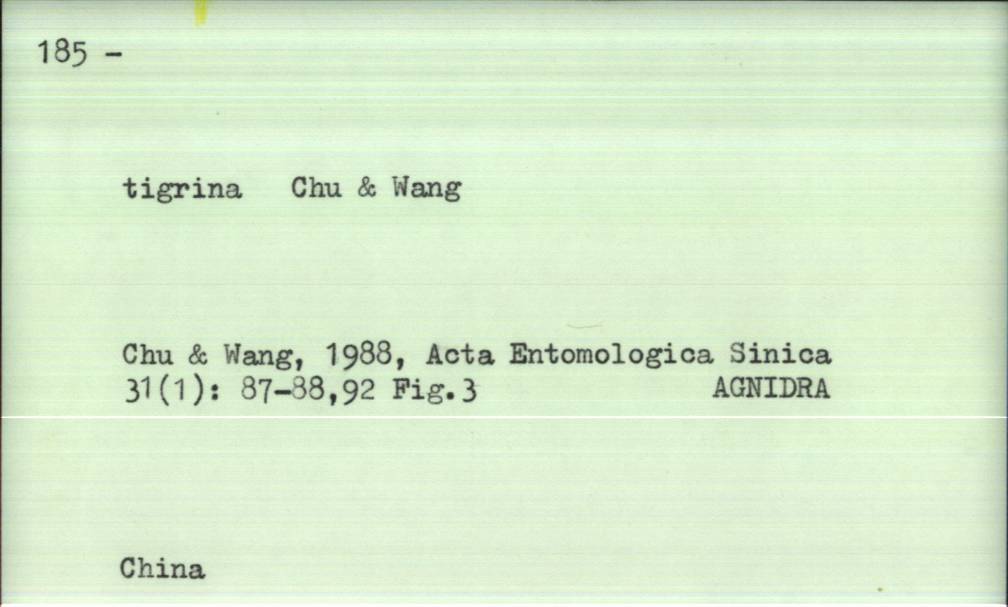 185 -
tigrina Chu & Wang
Chu & Wang, 1988, Acta Entomologica Sinica
31(1): 87-88,92 Fig.3 AGNIDRA
China